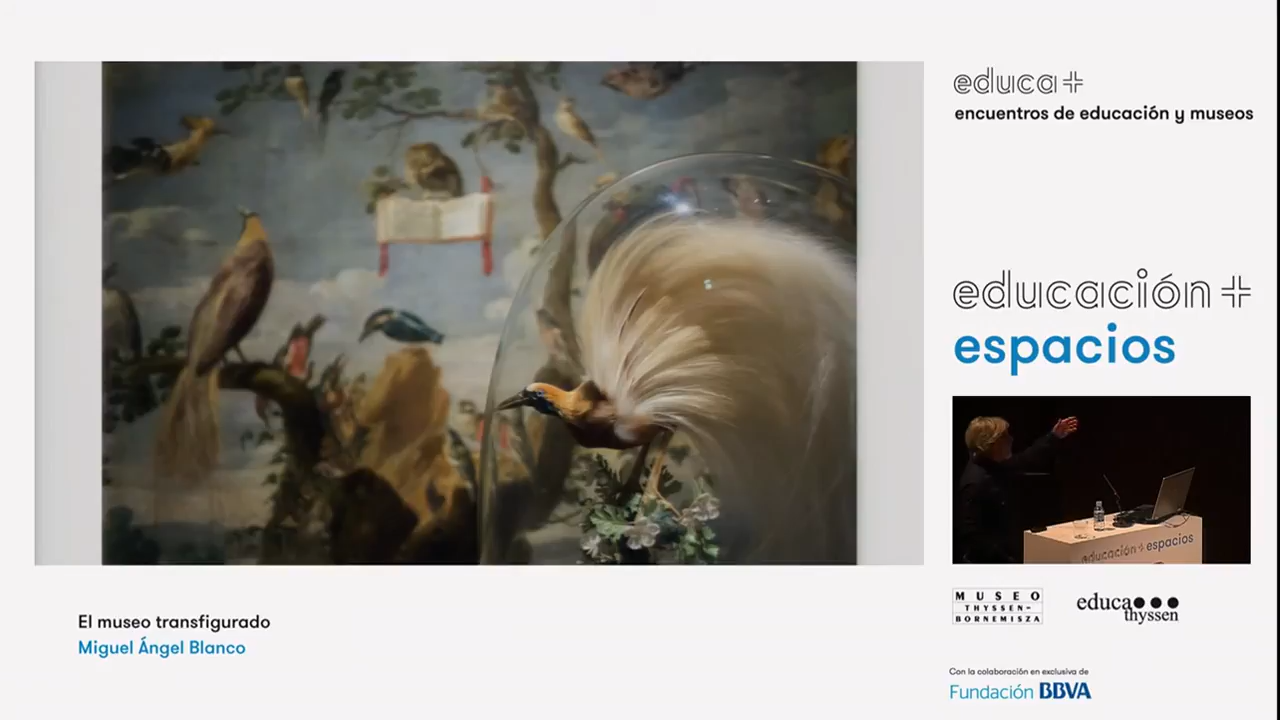 educa+
encuentros de educación y museos
educación+
espacios
educación+espacios
MUSEO
THYSSEN-
BORNEMISZA
educa
thyssen
El museo transfigurado
Miguel Ángel Blanco
Con la colaboración en exclusiva de
Fundación BBVA